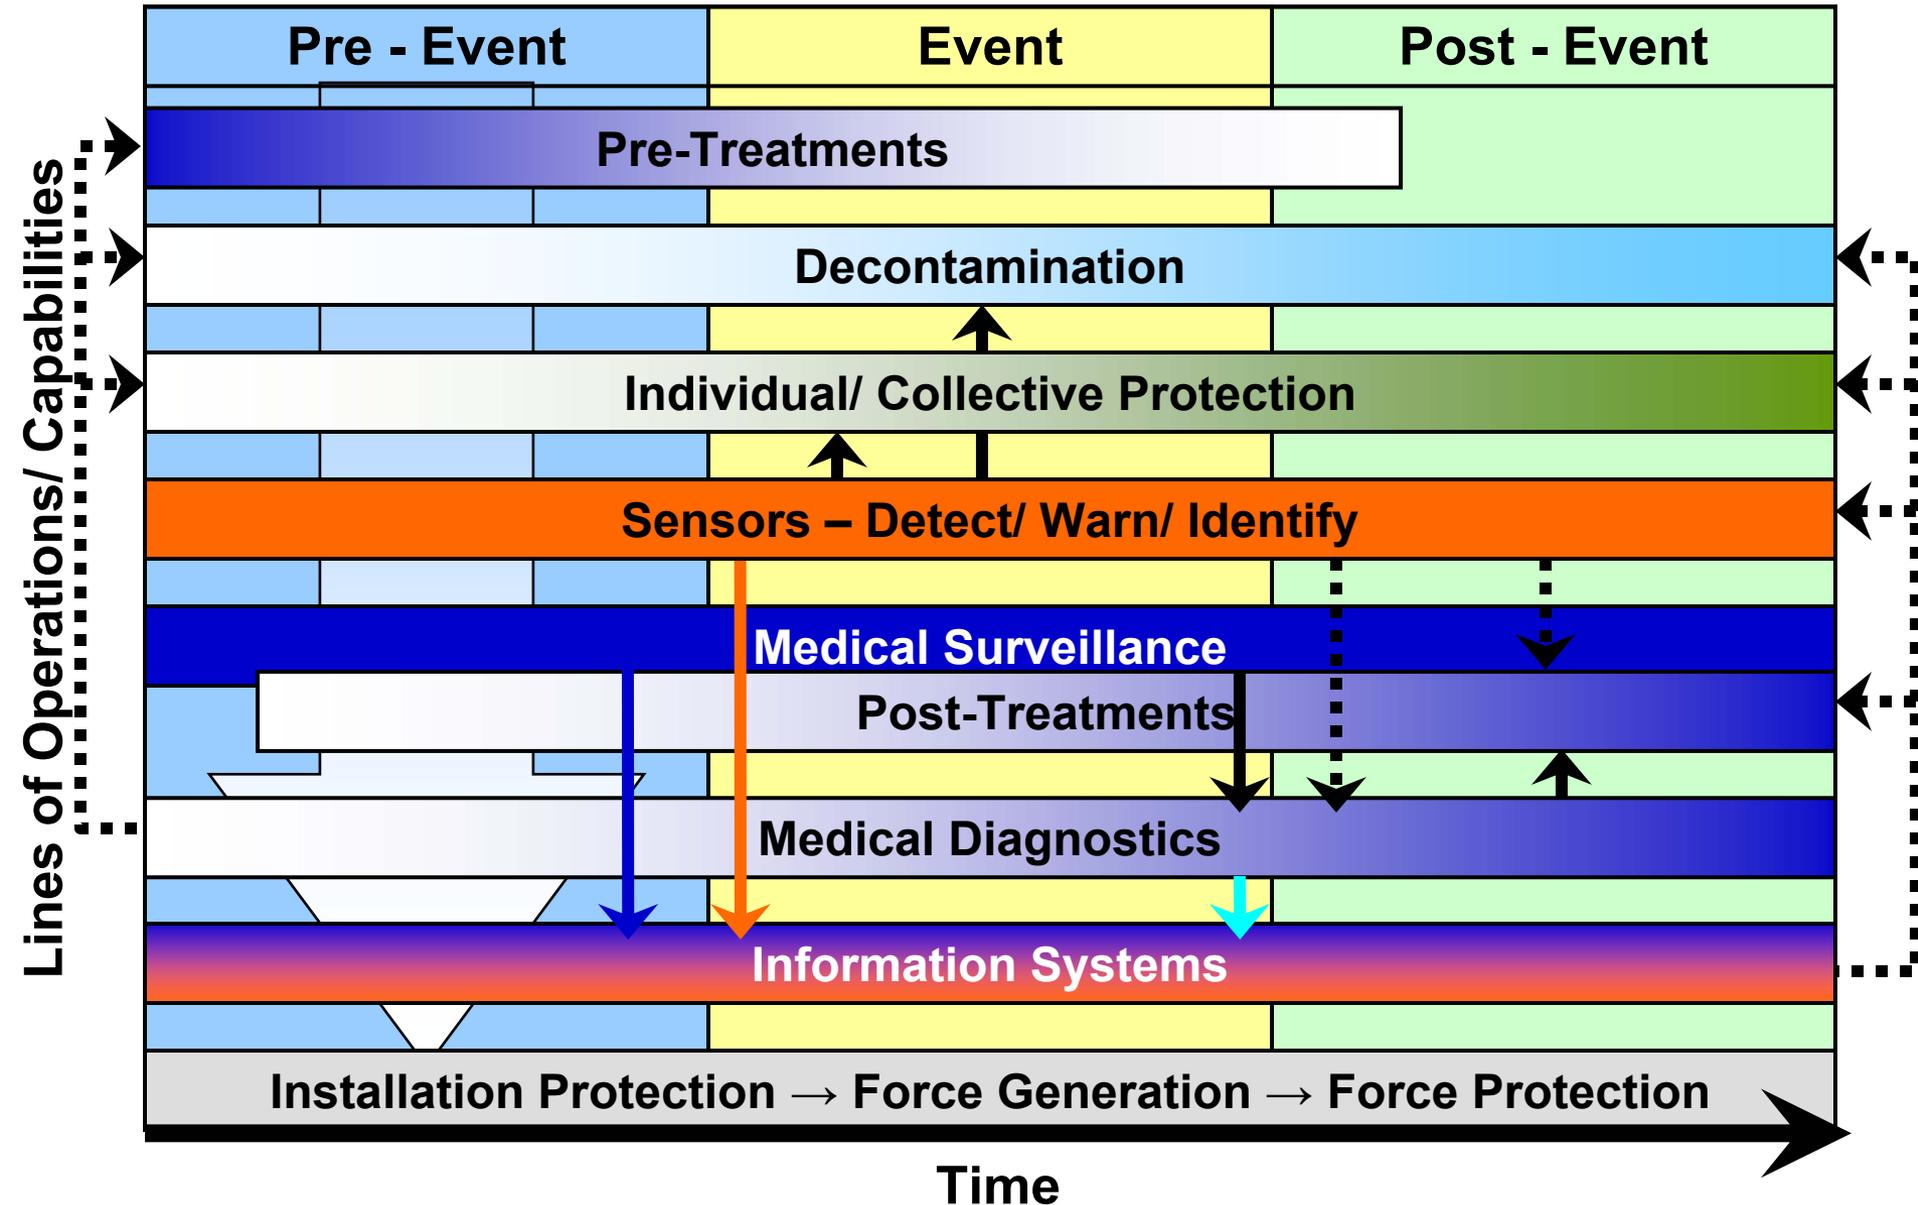 Pre - Event
Event
Post - Event
Lines of Operations/ Capabilities
Pre-Treatments
Decontamination
Individual/ Collective Protection
Sensors – Detect/ Warn/ Identify
Medical Surveillance
Post-Treatments
Medical Diagnostics
Information Systems
Installation Protection → Force Generation → Force Protection
Time